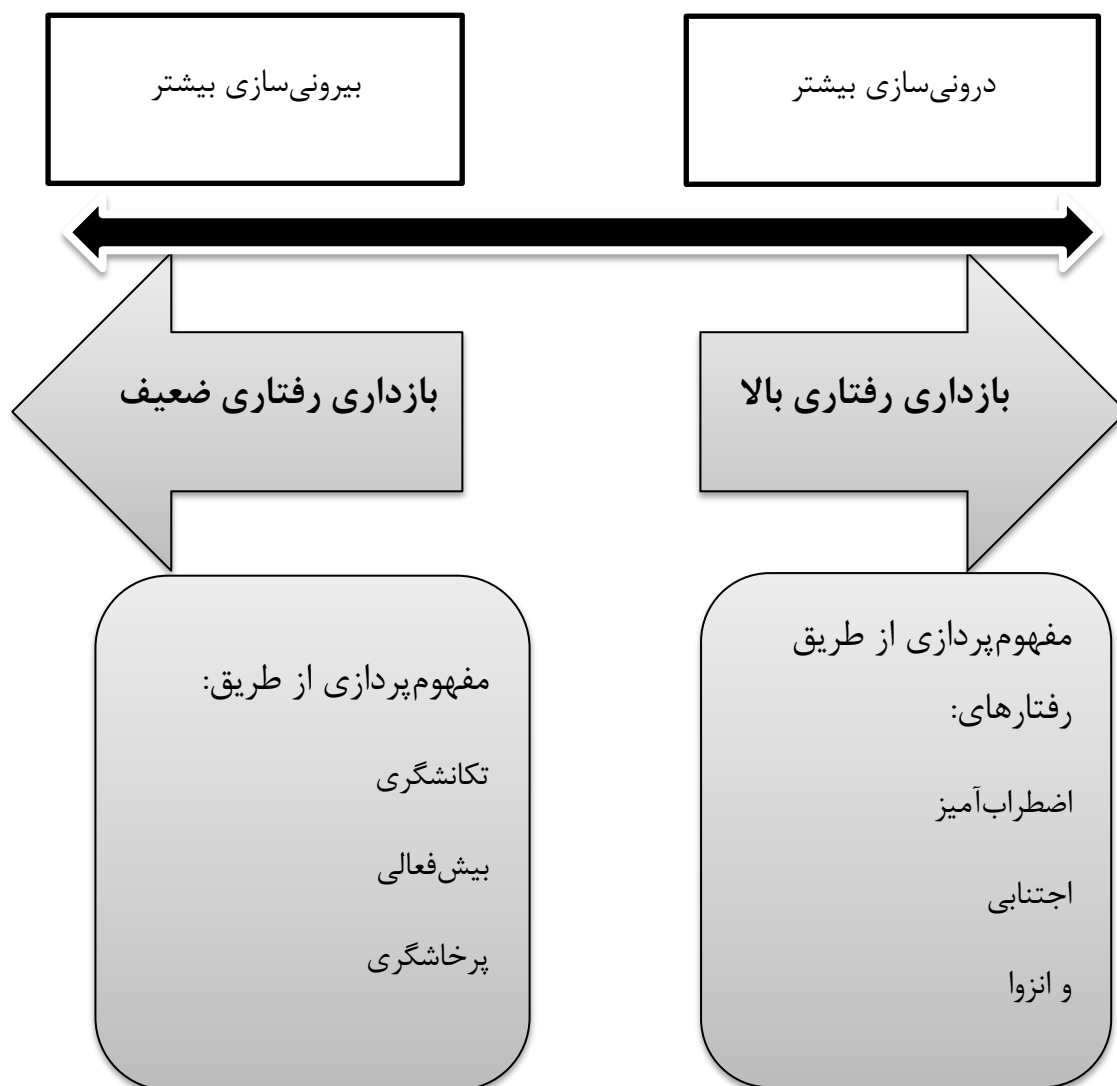 درونی‌سازی بیشتر
بیرونی‌سازی بیشتر
بازداری رفتاری بالا
بازداری رفتاری ضعیف
مفهوم‌پردازی از طریق
رفتارهای:
اضطراب‌آمیز
اجتنابی
و انزوا
مفهوم‌پردازی از طریق:
تکانشگری
بیش‌فعالی
پرخاشگری